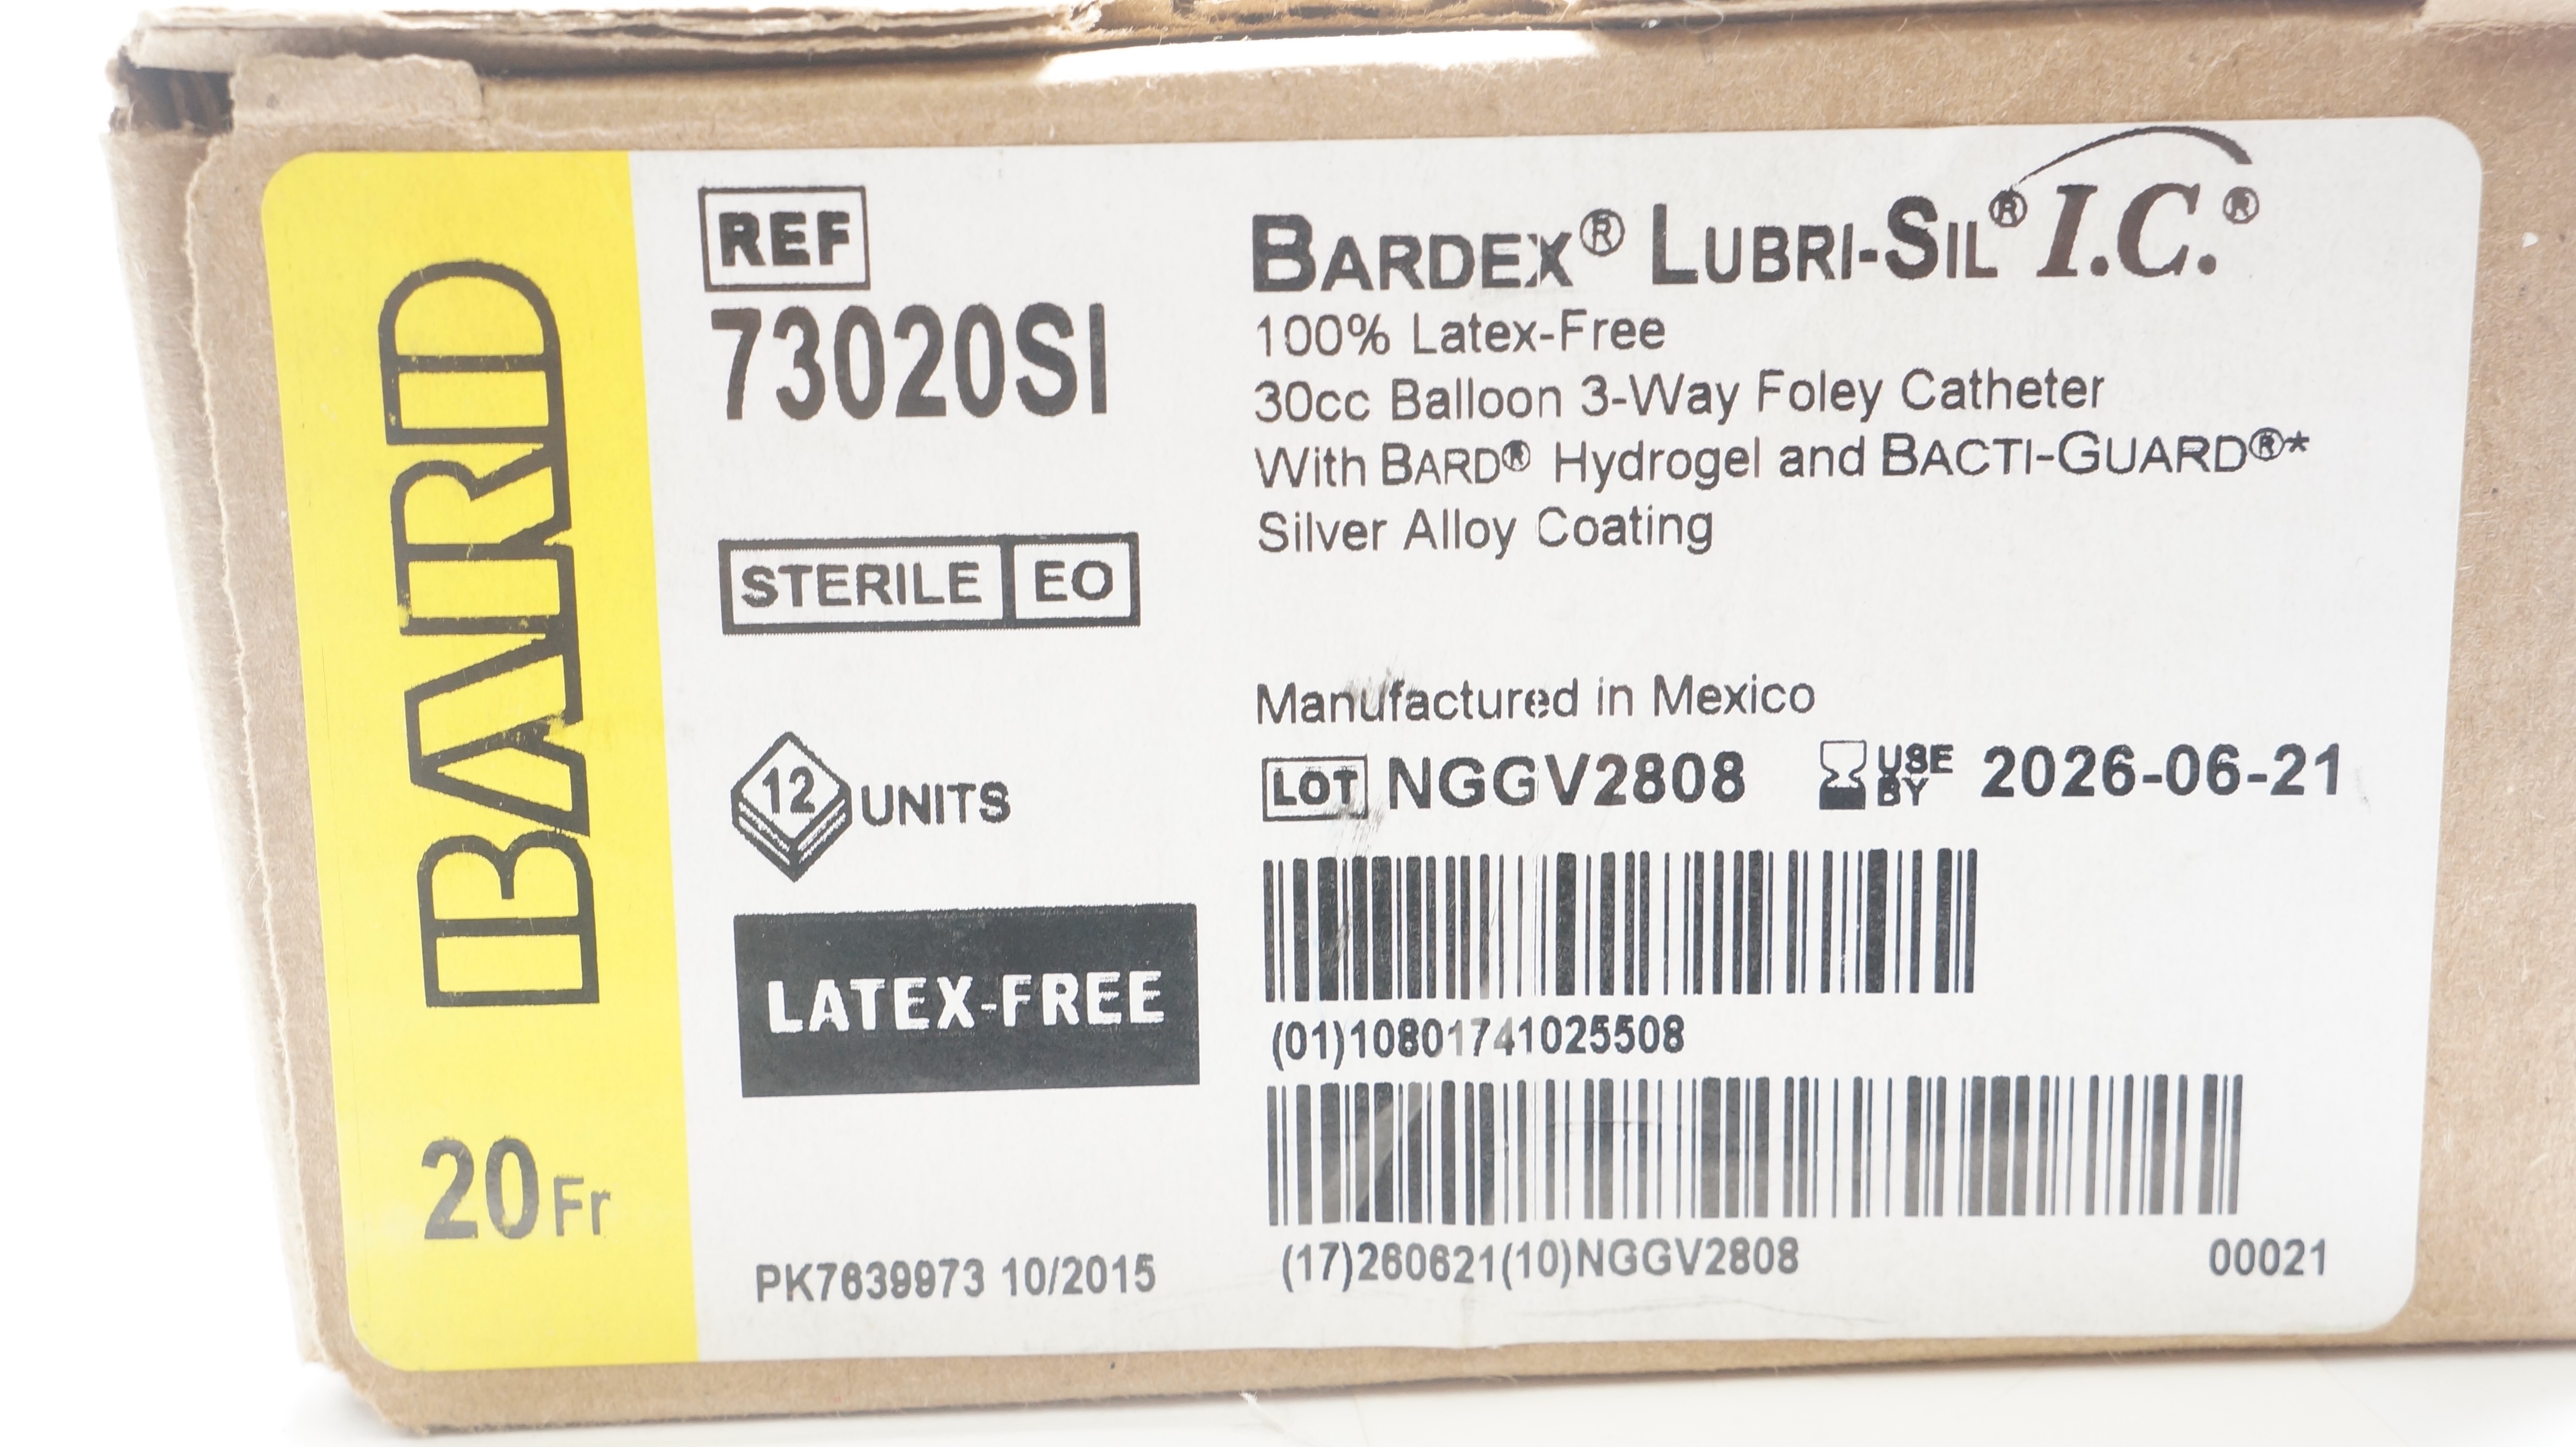 BARD
20 Fr
REF
73020SI
STERILE EO
12 UNITS
LATEX-FREE
PK7639973 10/2015
BARDEX® LUBRI-SIL® I.C.®
100% Latex-Free
30cc Balloon 3-Way Foley Catheter
With BARD® Hydrogel and BACTI-GUARD®*
Silver Alloy Coating
Manufactured in Mexico
LOT NGGV2808 USE BY 2026-06-21
(01)10801741025508
(17)260621(10)NGGV2808 00021